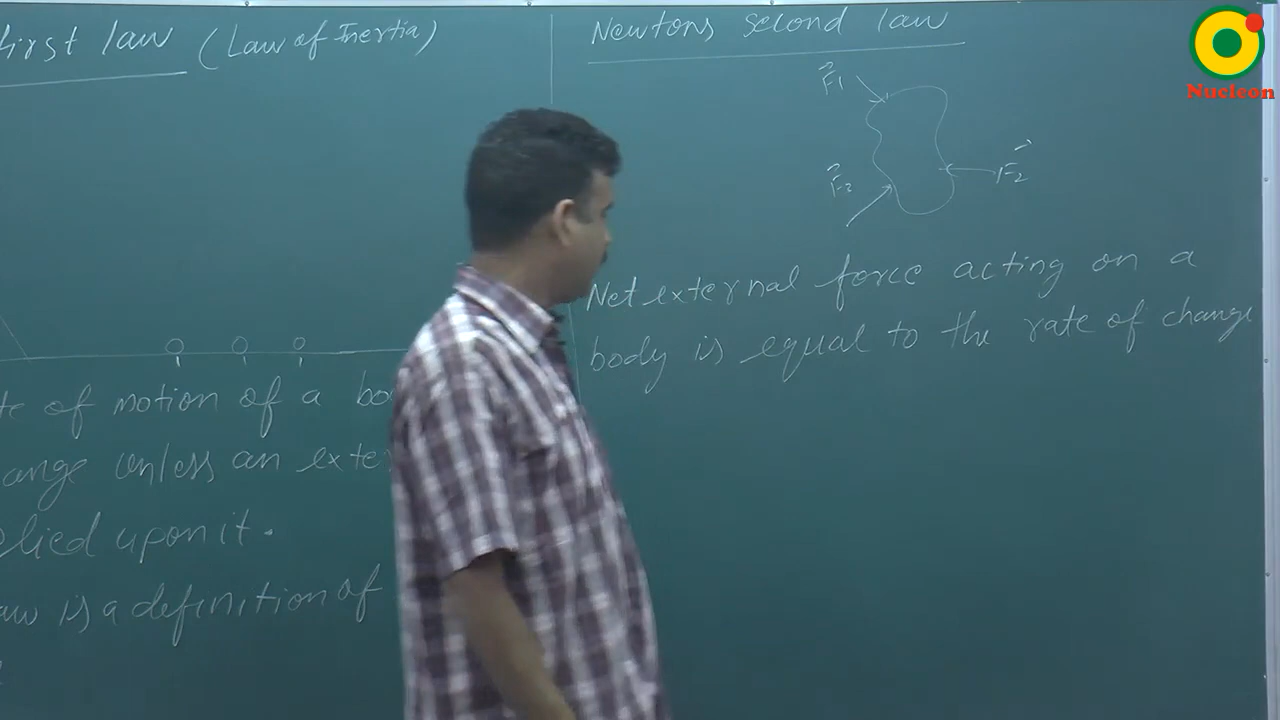 First law (Law of Inertia)
te of motion of a bo
ange unless an exte
plied upon it.
aw is a definition of
Newtons second law
F1
F2
F3
Net external force acting on a
body is equal to the rate of change
Nucleon